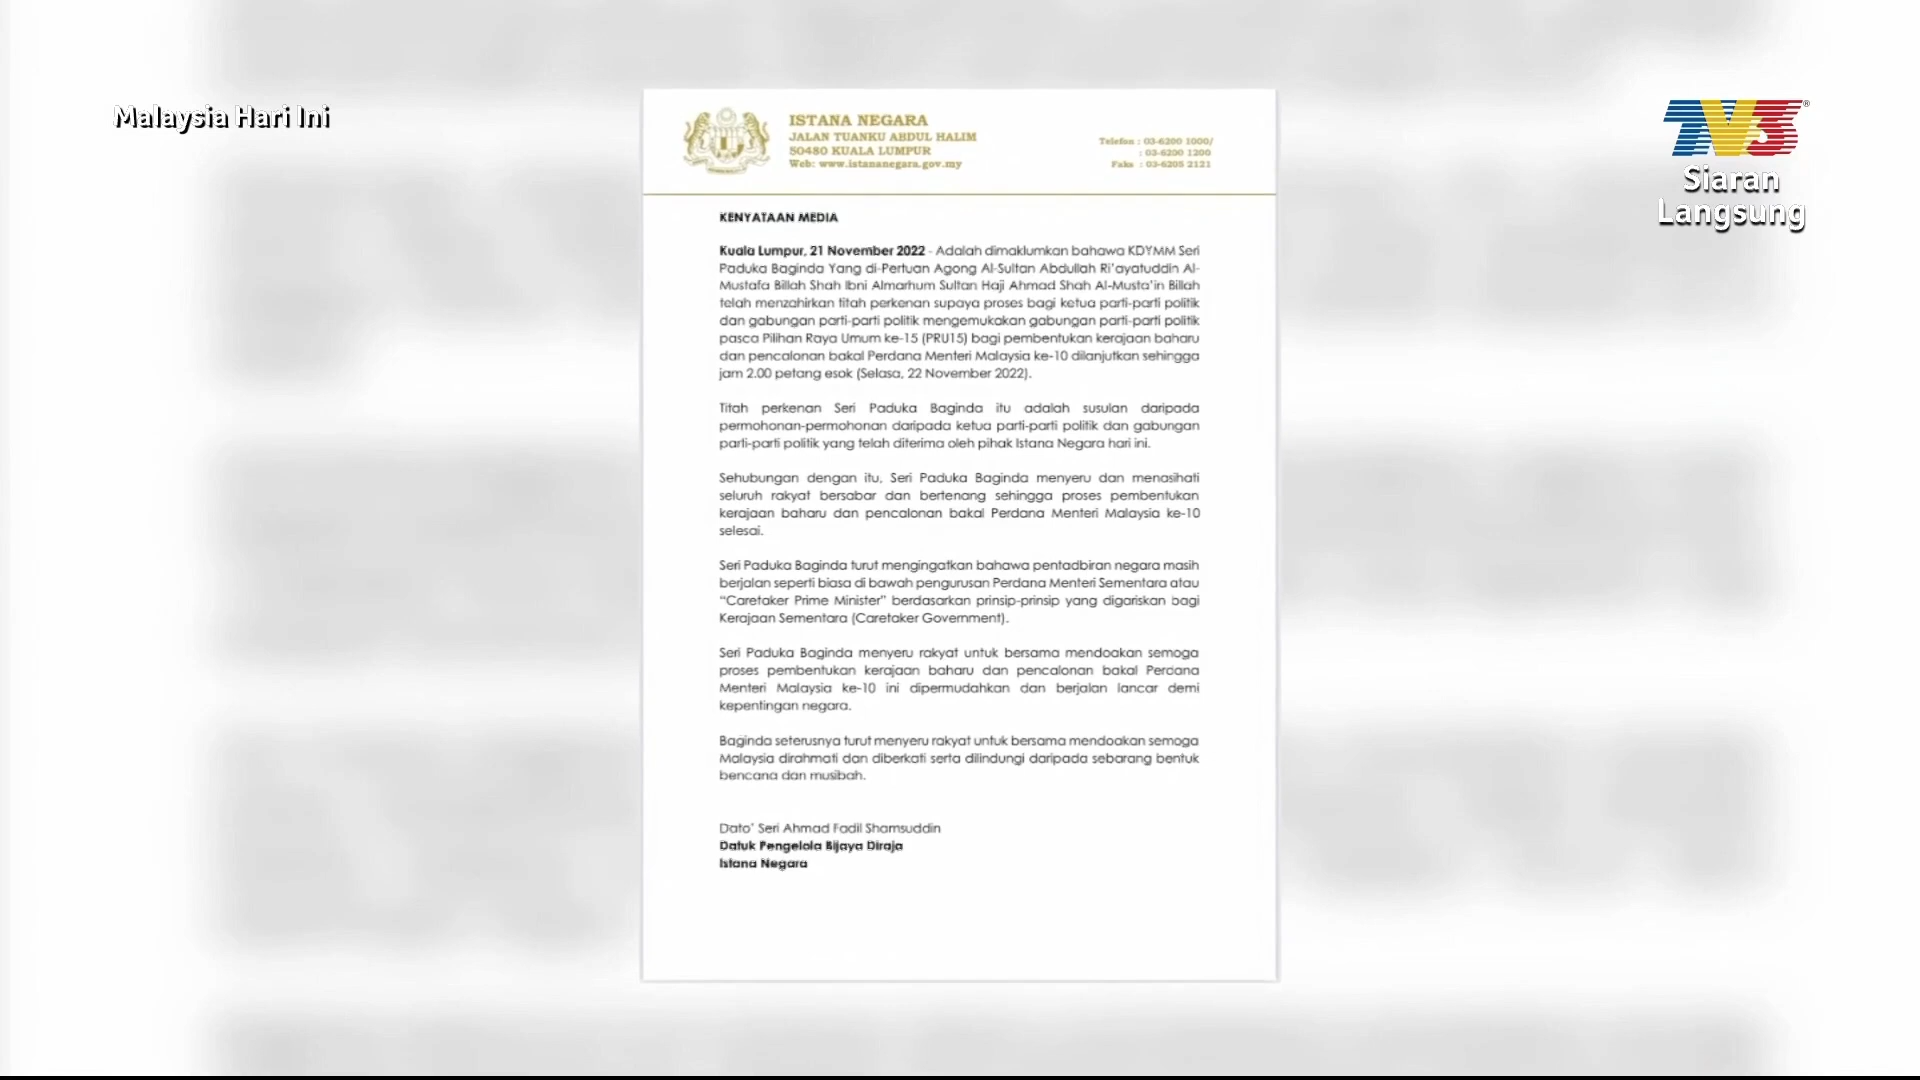 Malaysia Hari Ini
TV3
Siaran
Langsung
ISTANA NEGARA
JALAN TUANKU ABDUL HALIM
50480 KUALA LUMPUR
Web: www.istananegara.gov.my
Telefon : 03-6200 1000/
: 03-6200 1200
Faks : 03-6205 2121
KENYATAAN MEDIA
Kuala Lumpur, 21 November 2022 - Adalah dimaklumkan bahawa KDYMM Seri
Paduka Baginda Yang di-Pertuan Agong Al-Sultan Abdullah Ri'ayatuddin Al-
Mustafa Billah Shah Ibni Almarhum Sultan Haji Ahmad Shah Al-Musta'in Billah
telah menzahirkan titah perkenan supaya proses bagi ketua parti-parti politik
dan gabungan parti-parti politik mengemukakan gabungan parti-parti politik
pasca Pilihan Raya Umum ke-15 (PRU15) bagi pembentukan kerajaan baharu
dan pencalonan bakal Perdana Menteri Malaysia ke-10 dilanjutkan sehingga
jam 2.00 petang esok (Selasa, 22 November 2022).
Titah perkenan Seri Paduka Baginda itu adalah susulan daripada
permohonan-permohonan daripada ketua parti-parti politik dan gabungan
parti-parti politik yang telah diterima oleh pihak Istana Negara hari ini.
Sehubungan dengan itu, Seri Paduka Baginda menyeru dan menasihati
seluruh rakyat bersabar dan bertenang sehingga proses pembentukan
kerajaan baharu dan pencalonan bakal Perdana Menteri Malaysia ke-10
selesai.
Seri Paduka Baginda turut mengingatkan bahawa pentadbiran negara masih
berjalan seperti biasa di bawah pengurusan Perdana Menteri Sementara atau
“Caretaker Prime Minister” berdasarkan prinsip-prinsip yang digariskan bagi
Kerajaan Sementara (Caretaker Government).
Seri Paduka Baginda menyeru rakyat untuk bersama mendoakan semoga
proses pembentukan kerajaan baharu dan pencalonan bakal Perdana
Menteri Malaysia ke-10 ini dipermudahkan dan berjalan lancar demi
kepentingan negara.
Baginda seterusnya turut menyeru rakyat untuk bersama mendoakan semoga
Malaysia dirahmati dan diberkati serta dilindungi daripada sebarang bentuk
bencana dan musibah.
Dato' Seri Ahmad Fadil Shamsuddin
Datuk Pengelola Bijaya Diraja
Istana Negara